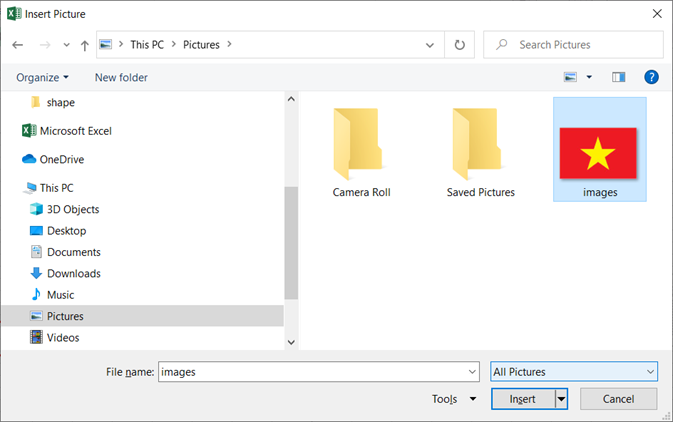 Insert Picture
This PC > Pictures >
Search Pictures
Organize
New folder
?
shape
Microsoft Excel
OneDrive
This PC
3D Objects
Desktop
Documents
Downloads
Music
Pictures
Videos
Camera Roll
Saved Pictures
images
File name: images
All Pictures
Tools
Insert
Cancel